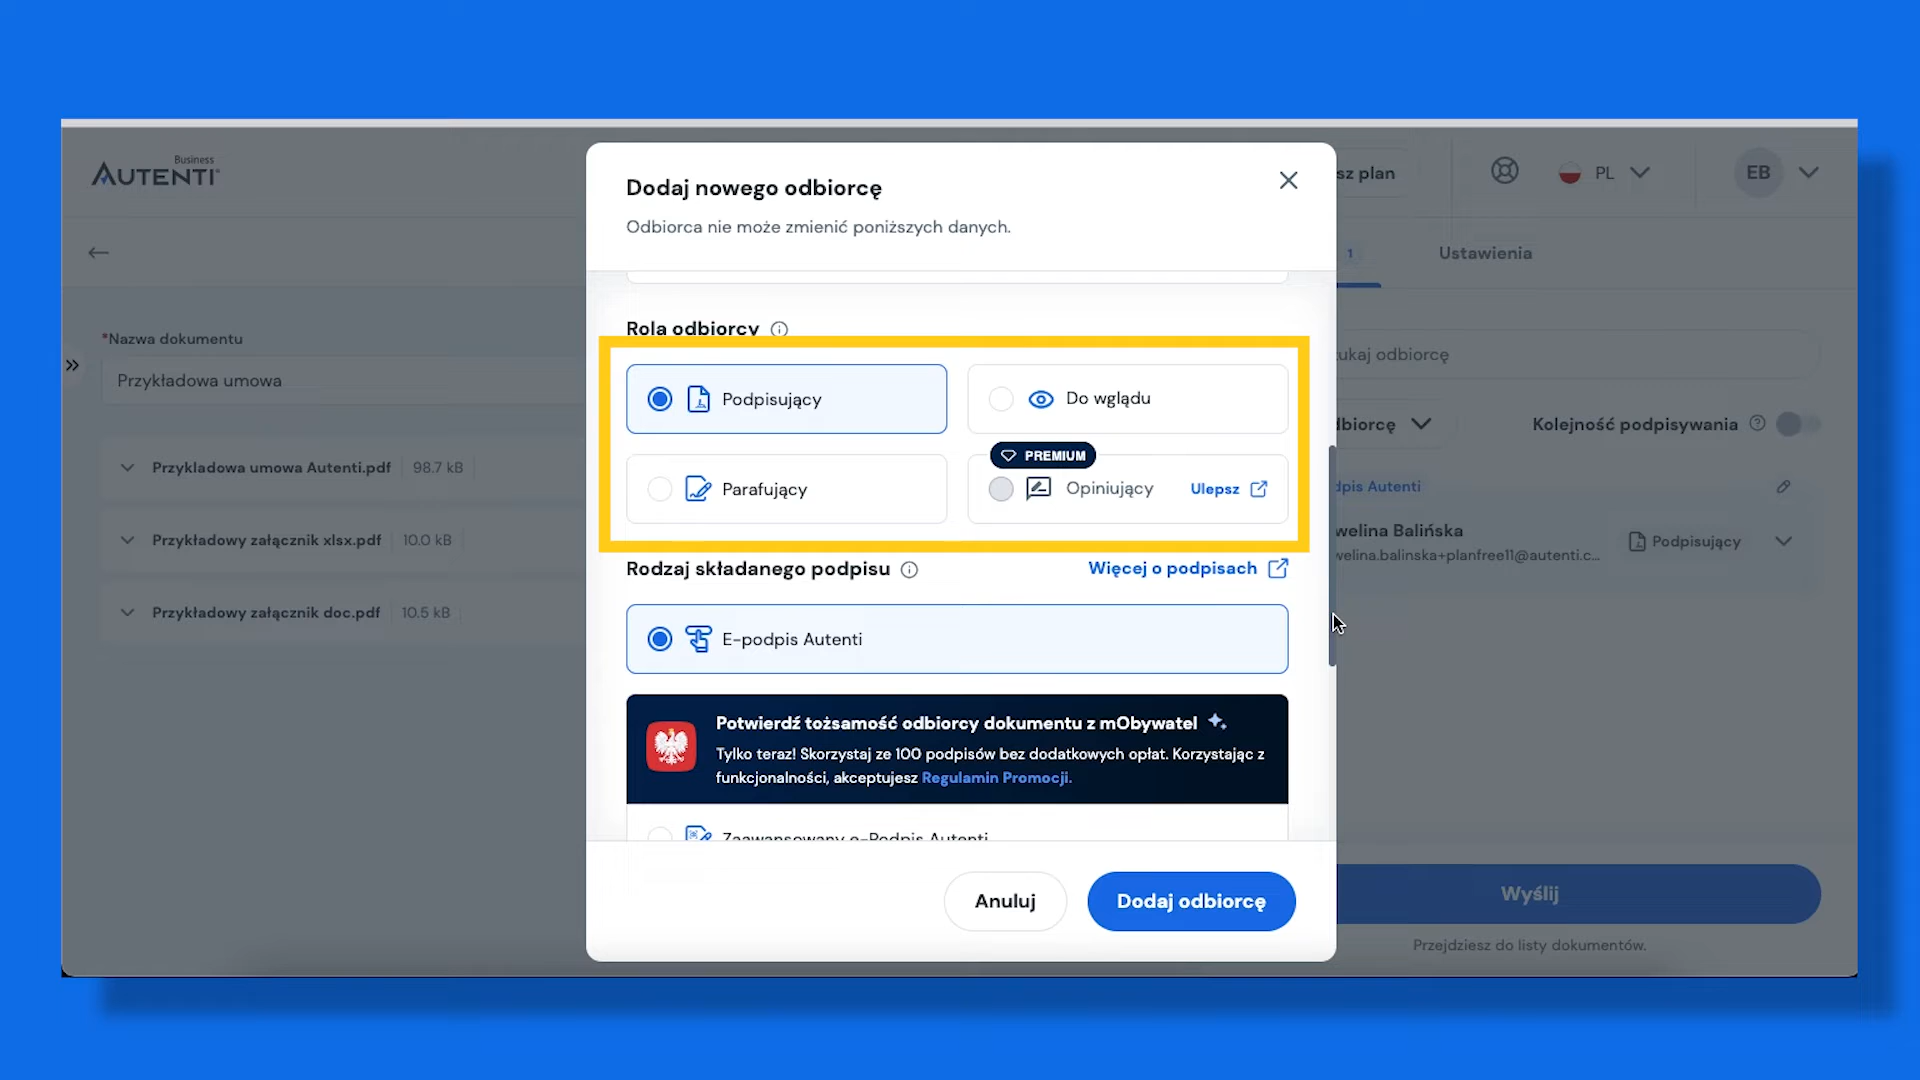 Business
AUTENTI
*Nazwa dokumentu
Przykładowa umowa
Przykladowa umowa Autenti.pdf 98.7 kB
Przykładowy załącznik xlsx.pdf 10.0 kB
Przykładowy załącznik doc.pdf 10.5 kB
Dodaj nowego odbiorcę
Odbiorca nie może zmienić poniższych danych.
Rola odbiorcy
Podpisujący
Do wglądu
Parafujący
PREMIUM
Opiniujący Ulepsz
Rodzaj składanego podpisu
Więcej o podpisach
E-podpis Autenti
Potwierdź tożsamość odbiorcy dokumentu z mObywatel
Tylko teraz! Skorzystaj ze 100 podpisów bez dodatkowych opłat. Korzystając z
funkcjonalności, akceptujesz Regulamin Promocji.
Zaawansowany e-Podpis Autenti
Anuluj
Dodaj odbiorcę
sz plan
PL
EB
1
Ustawienia
ukaj odbiorcę
dbiorcę
Kolejność podpisywania
dpis Autenti
welina Balińska
welina.balinska+planfree11@autenti.c...
Podpisujący
Wyślij
Przejdziesz do listy dokumentów.